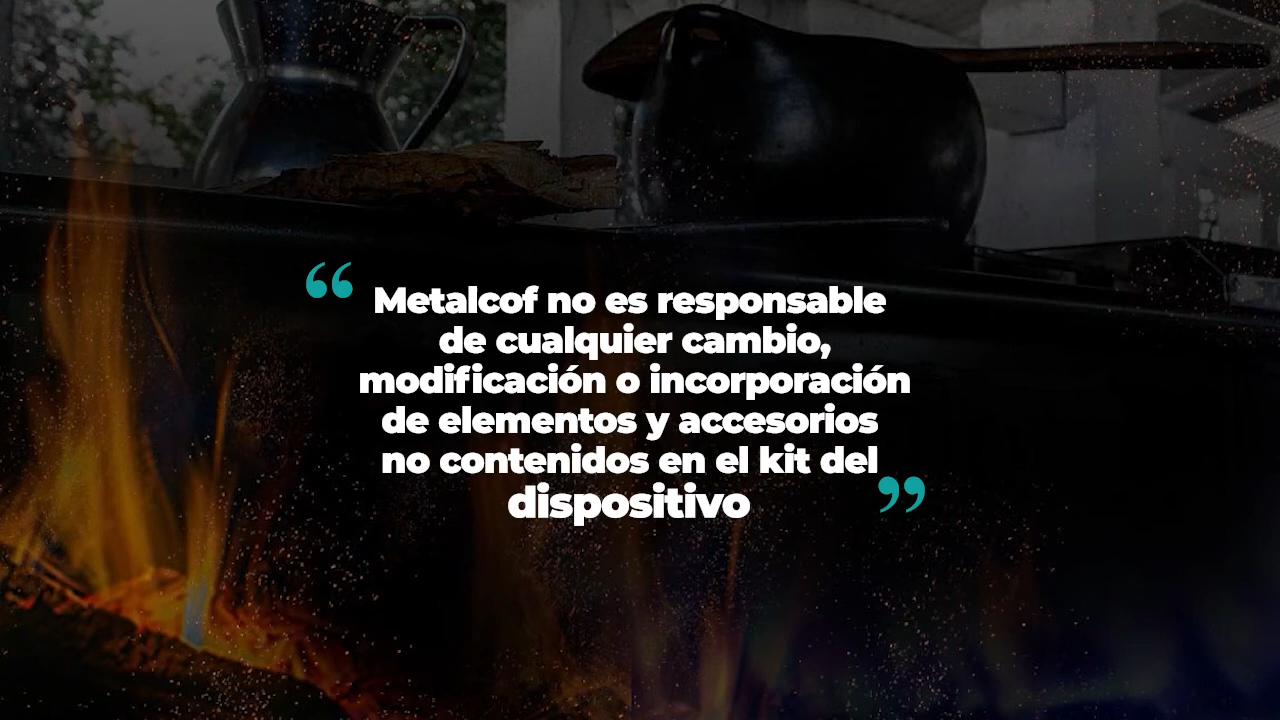 “ Metalcof no es responsable
de cualquier cambio,
modificación o incorporación
de elementos y accesorios
no contenidos en el kit del
dispositivo ”